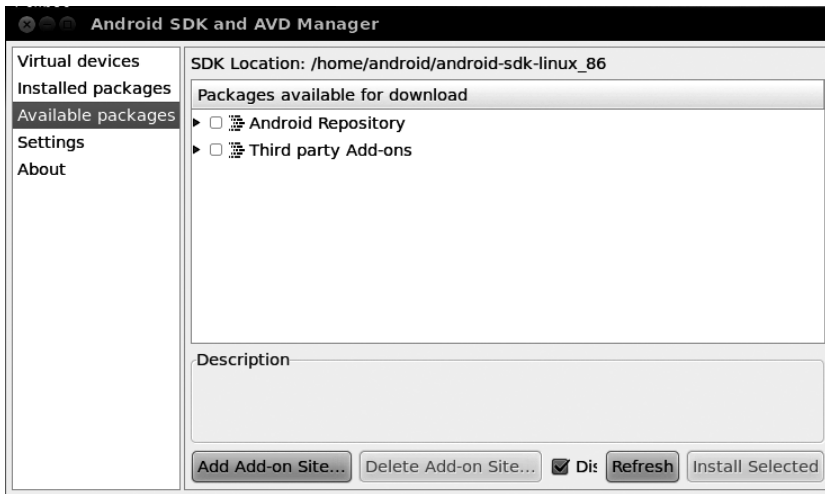 Android SDK and AVD Manager
Virtual devices
Installed packages
Available packages
Settings
About
SDK Location: /home/android/android-sdk-linux_86
Packages available for download
Android Repository
Third party Add-ons
Description
Add Add-on Site...
Delete Add-on Site...
Dis
Refresh
Install Selected